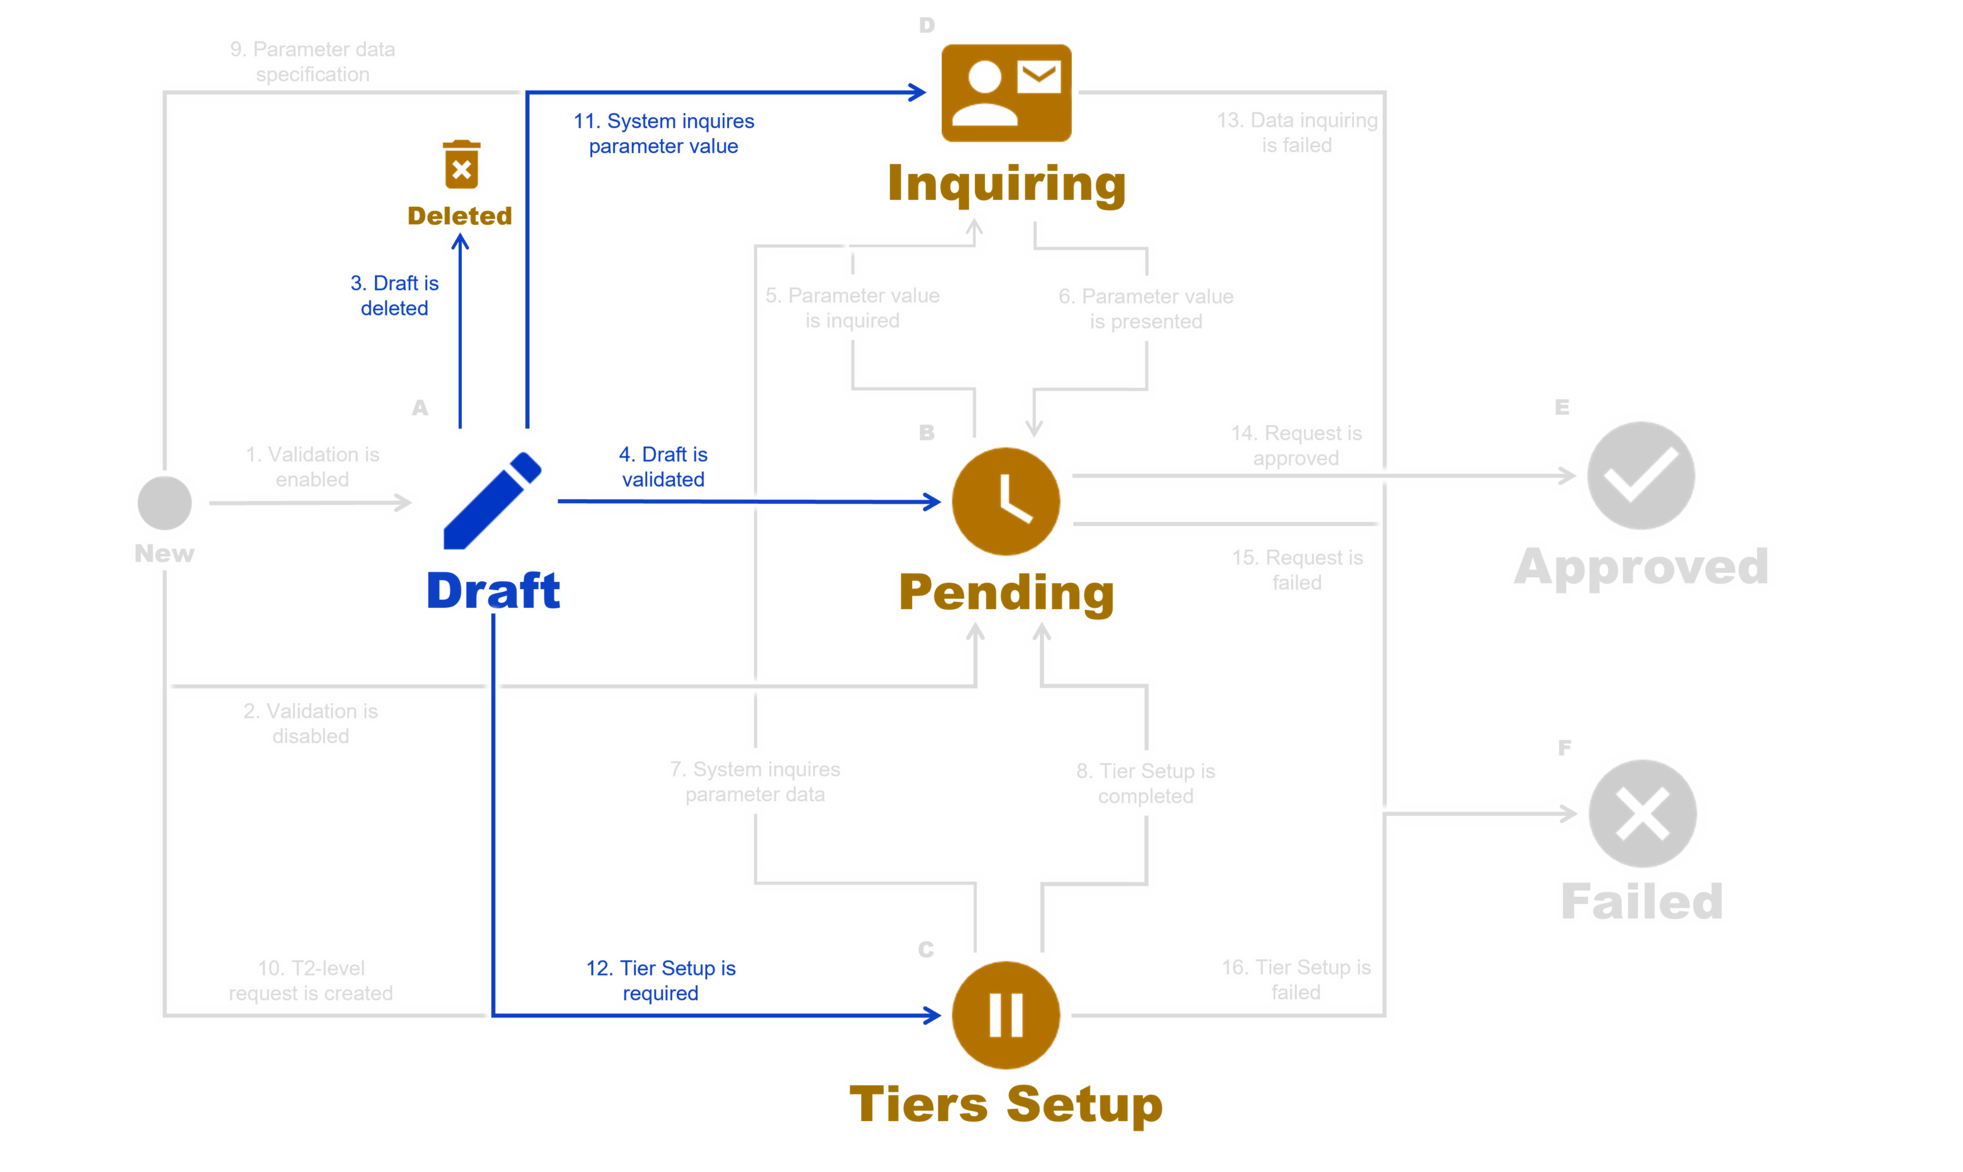 D
9. Parameter data
specification
11. System inquires
parameter value
13. Data inquiring
is failed
Inquiring
Deleted
3. Draft is
deleted
5. Parameter value
is inquired
6. Parameter value
is presented
A
B
E
1. Validation is
enabled
4. Draft is
validated
14. Request is
approved
New
Draft
Pending
15. Request is
failed
Approved
2. Validation is
disabled
7. System inquires
parameter data
8. Tier Setup is
completed
F
Failed
C
10. T2-level
request is created
12. Tier Setup is
required
16. Tier Setup is
failed
Tiers Setup